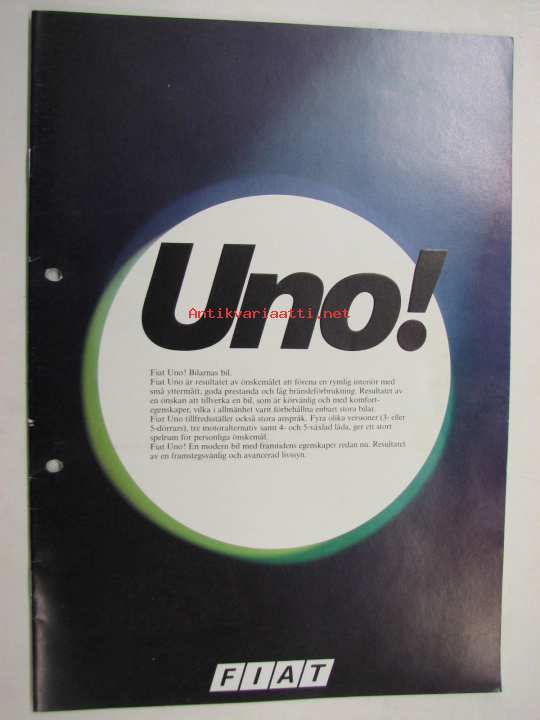 Uno!
Antikvariaatti.net
Fiat Uno! Bilarnas bil.
Fiat Uno är resultatet av önskemålet att förena en rymlig interiör med
små yttermått, goda prestanda och låg bränsleförbrukning. Resultatet av
en önskan att tillverka en bil, som är körvänlig och med komfort-
egenskaper, vilka i allmänhet varit förbehållna enbart stora bilar.
Fiat Uno tillfredsställer också stora anspråk. Fyra olika versioner (3- eller
5-dörrars), tre motoralternativ samt 4- och 5-växlad låda, ger ett stort
spelrum för personliga önskemål.
Fiat Uno! En modern bil med framtidens egenskaper redan nu. Resultatet
av en framstegsvänlig och avancerad livssyn.
FIAT